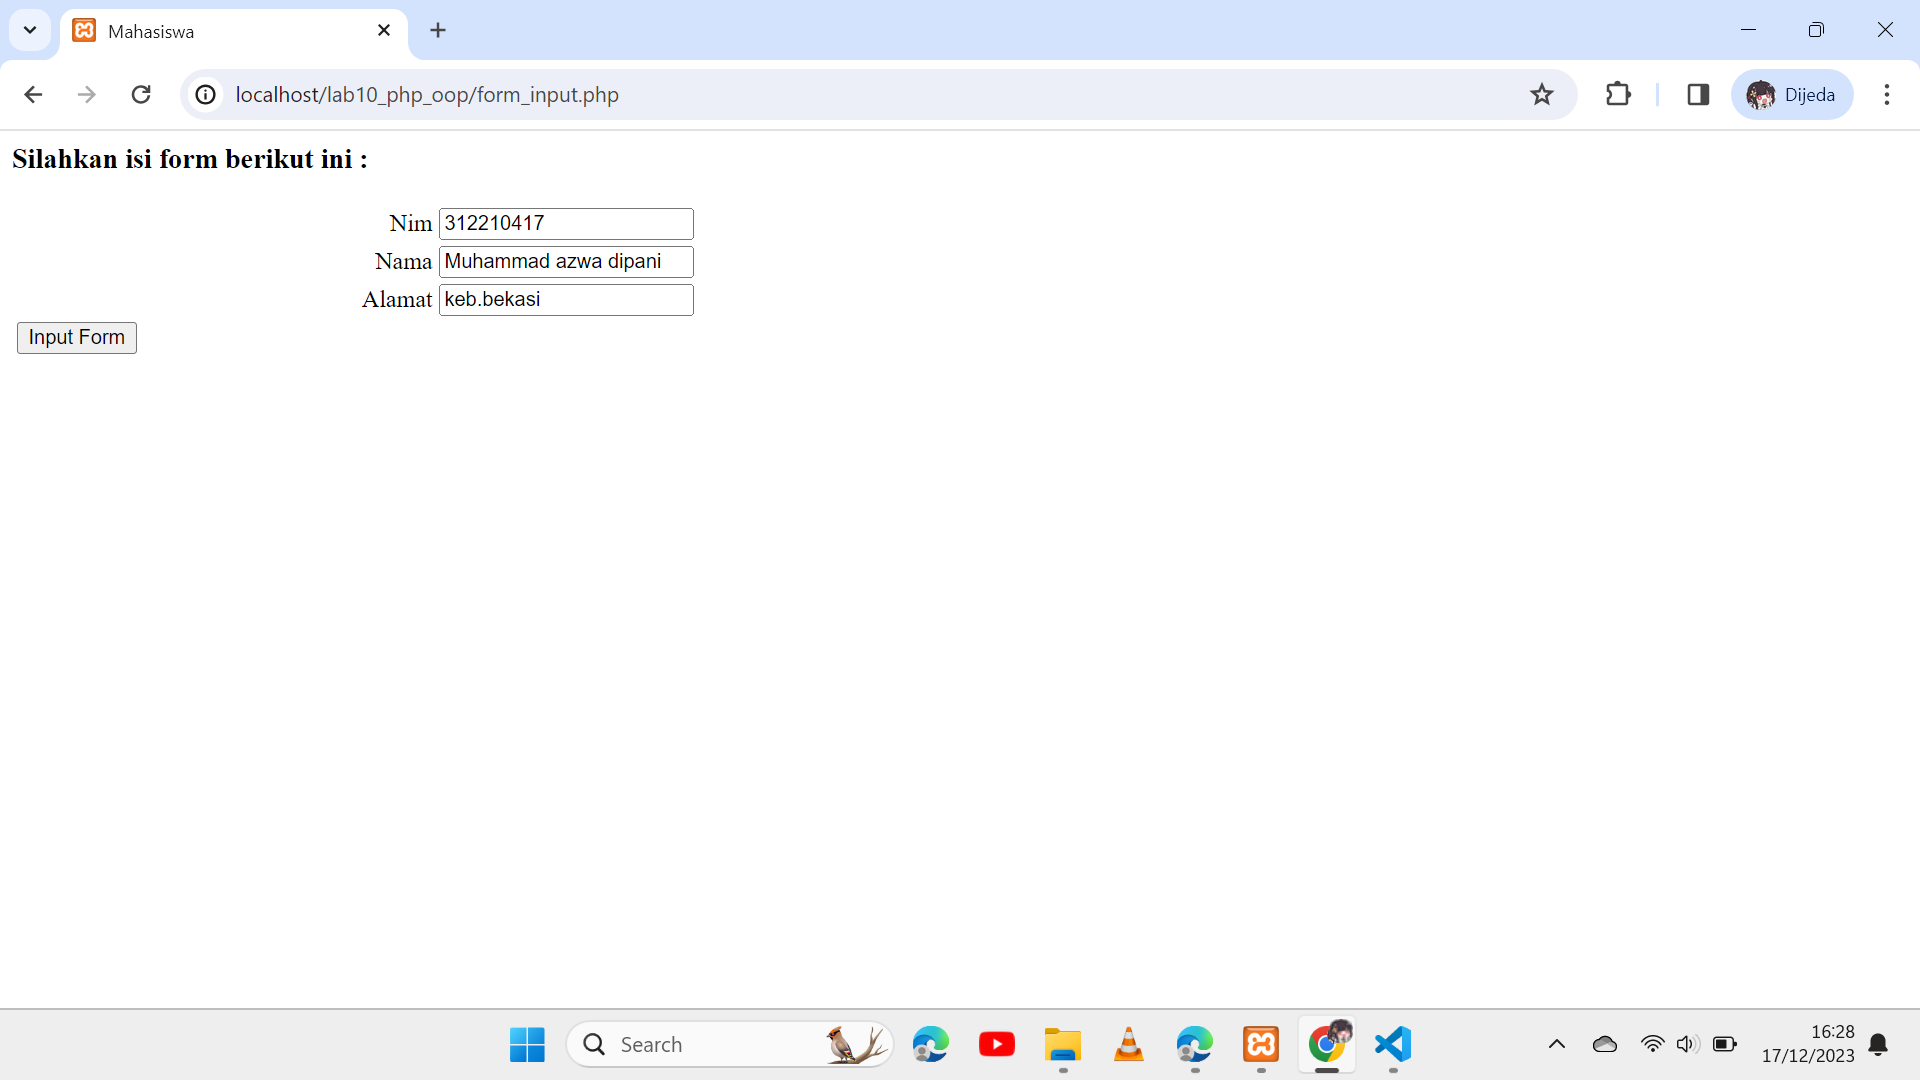 Mahasiswa
localhost/lab10_php_oop/form_input.php
Dijeda
Silahkan isi form berikut ini :
Nim 312210417
Nama Muhammad azwa dipani
Alamat keb.bekasi
Input Form
Search
16:28
17/12/2023